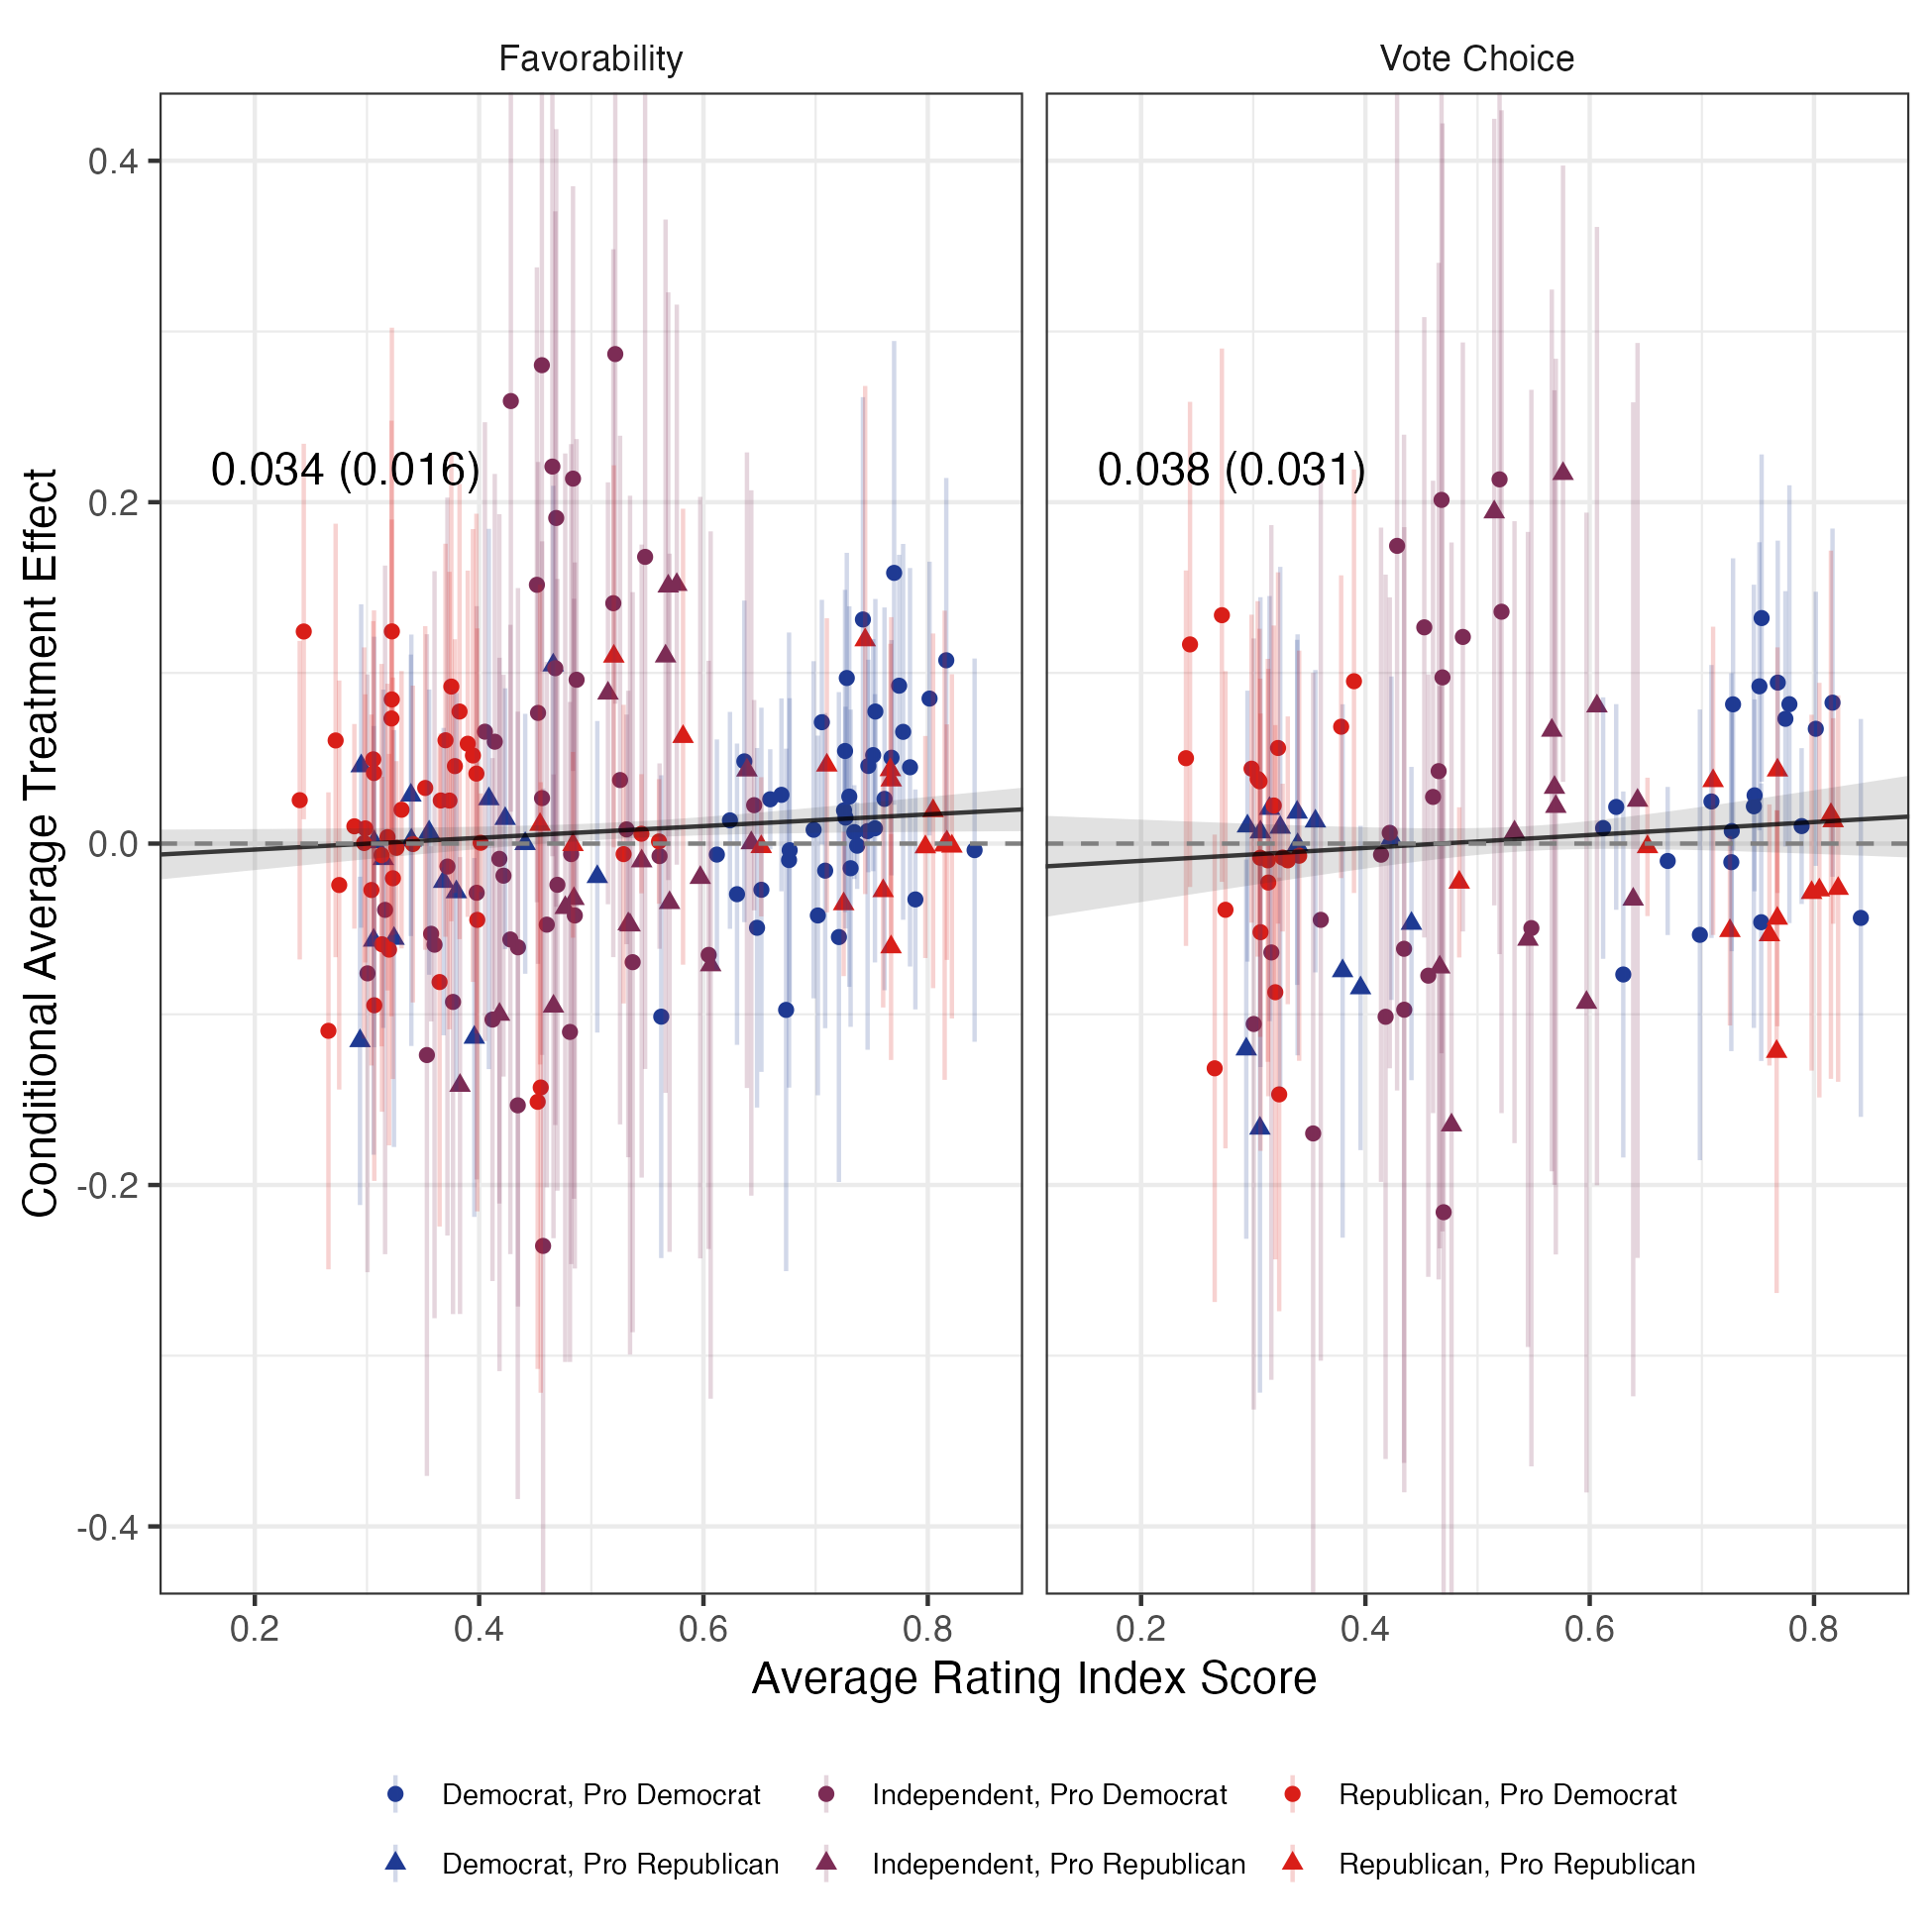 Favorability
Vote Choice
Conditional Average Treatment Effect
0.4
0.2
0.0
-0.2
-0.4
0.034 (0.016)
0.038 (0.031)
0.2 0.4 0.6 0.8
0.2 0.4 0.6 0.8
Average Rating Index Score
Democrat, Pro Democrat
Independent, Pro Democrat
Republican, Pro Democrat
Democrat, Pro Republican
Independent, Pro Republican
Republican, Pro Republican